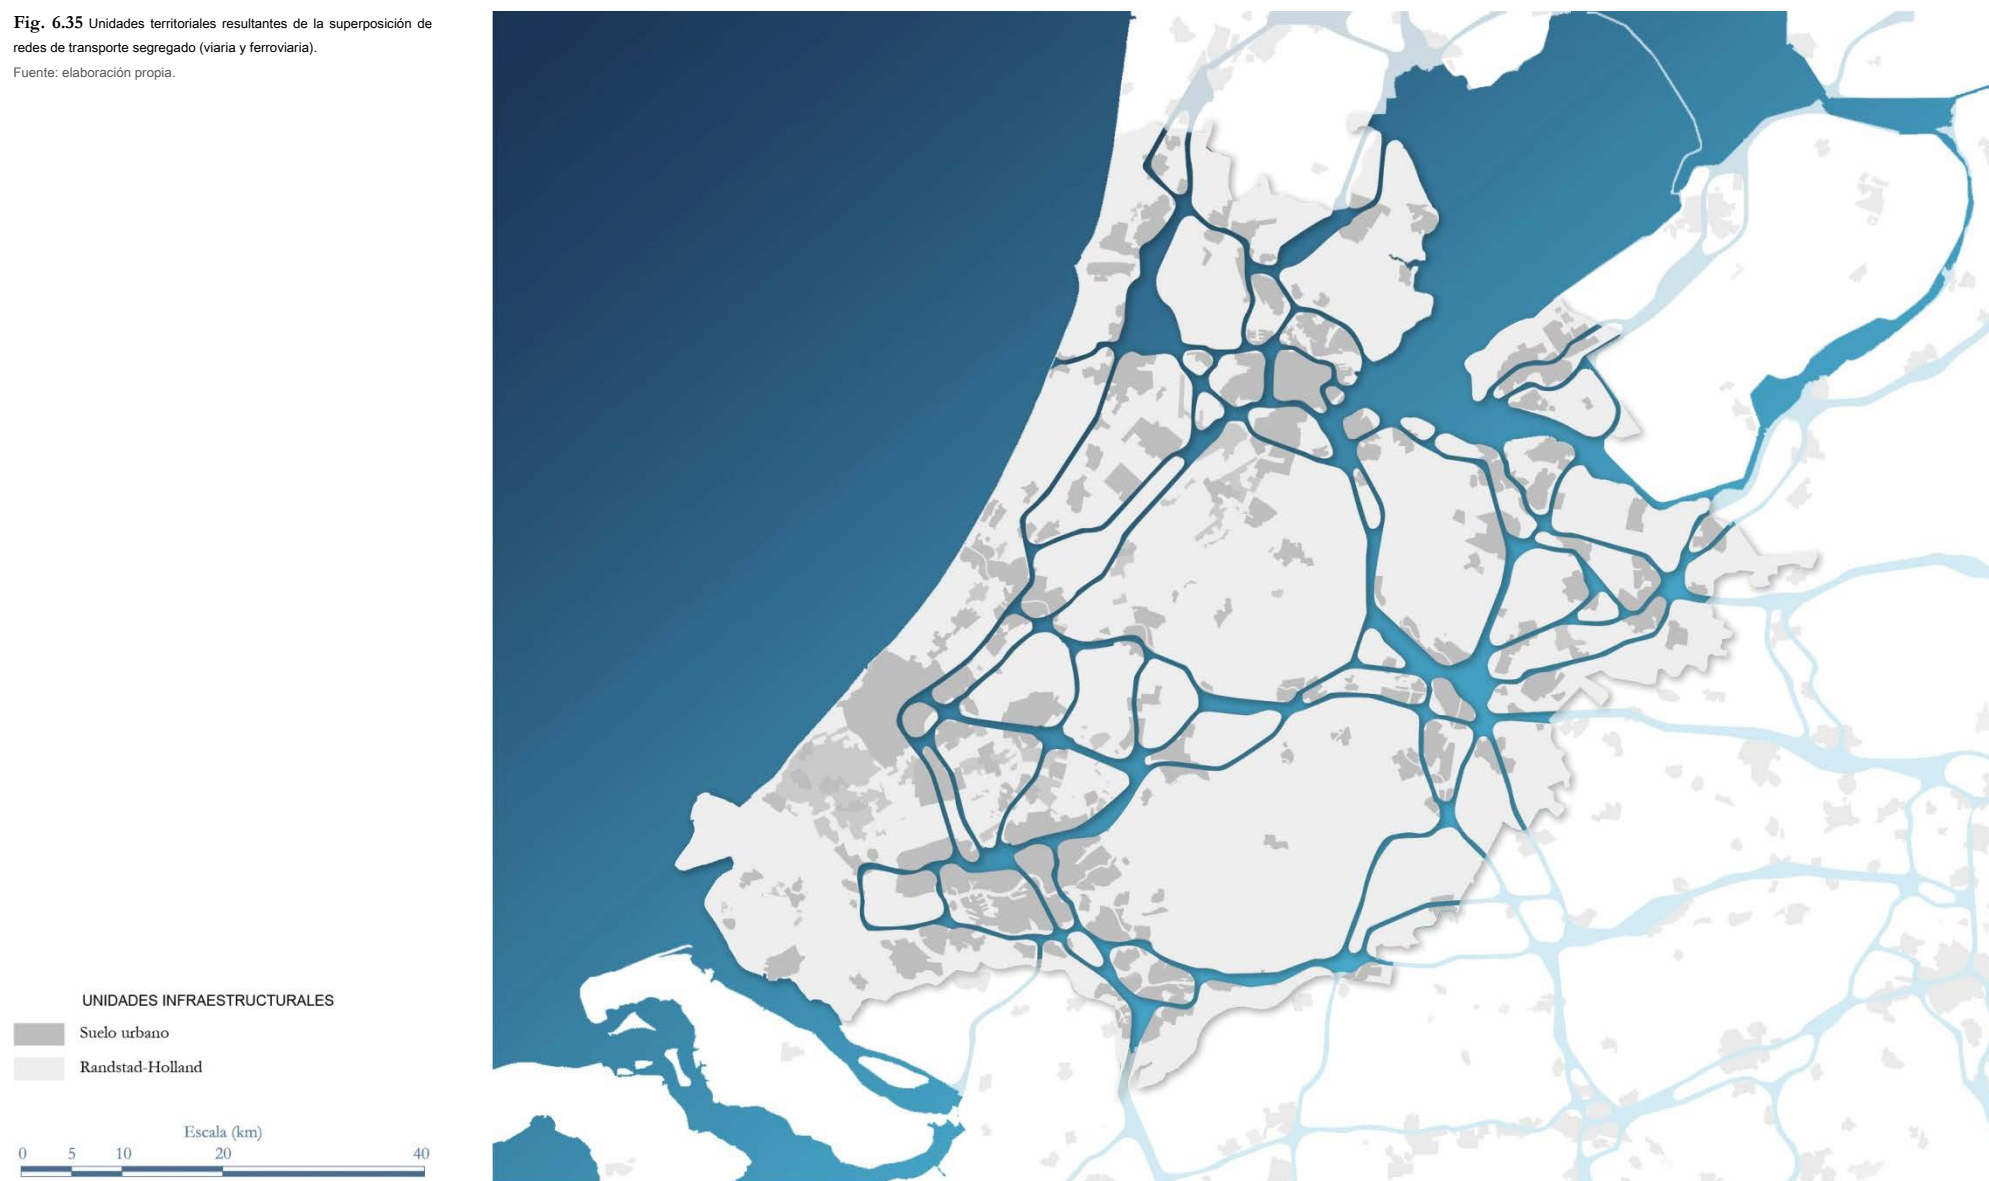 Fig. 6.35 Unidades territoriales resultantes de la superposición de
redes de transporte segregado (viaria y ferroviaria).
Fuente: elaboración propia.
UNIDADES INFRAESTRUCTURALES
Suelo urbano
Randstad-Holland
Escala (km)
0 5 10 20 40